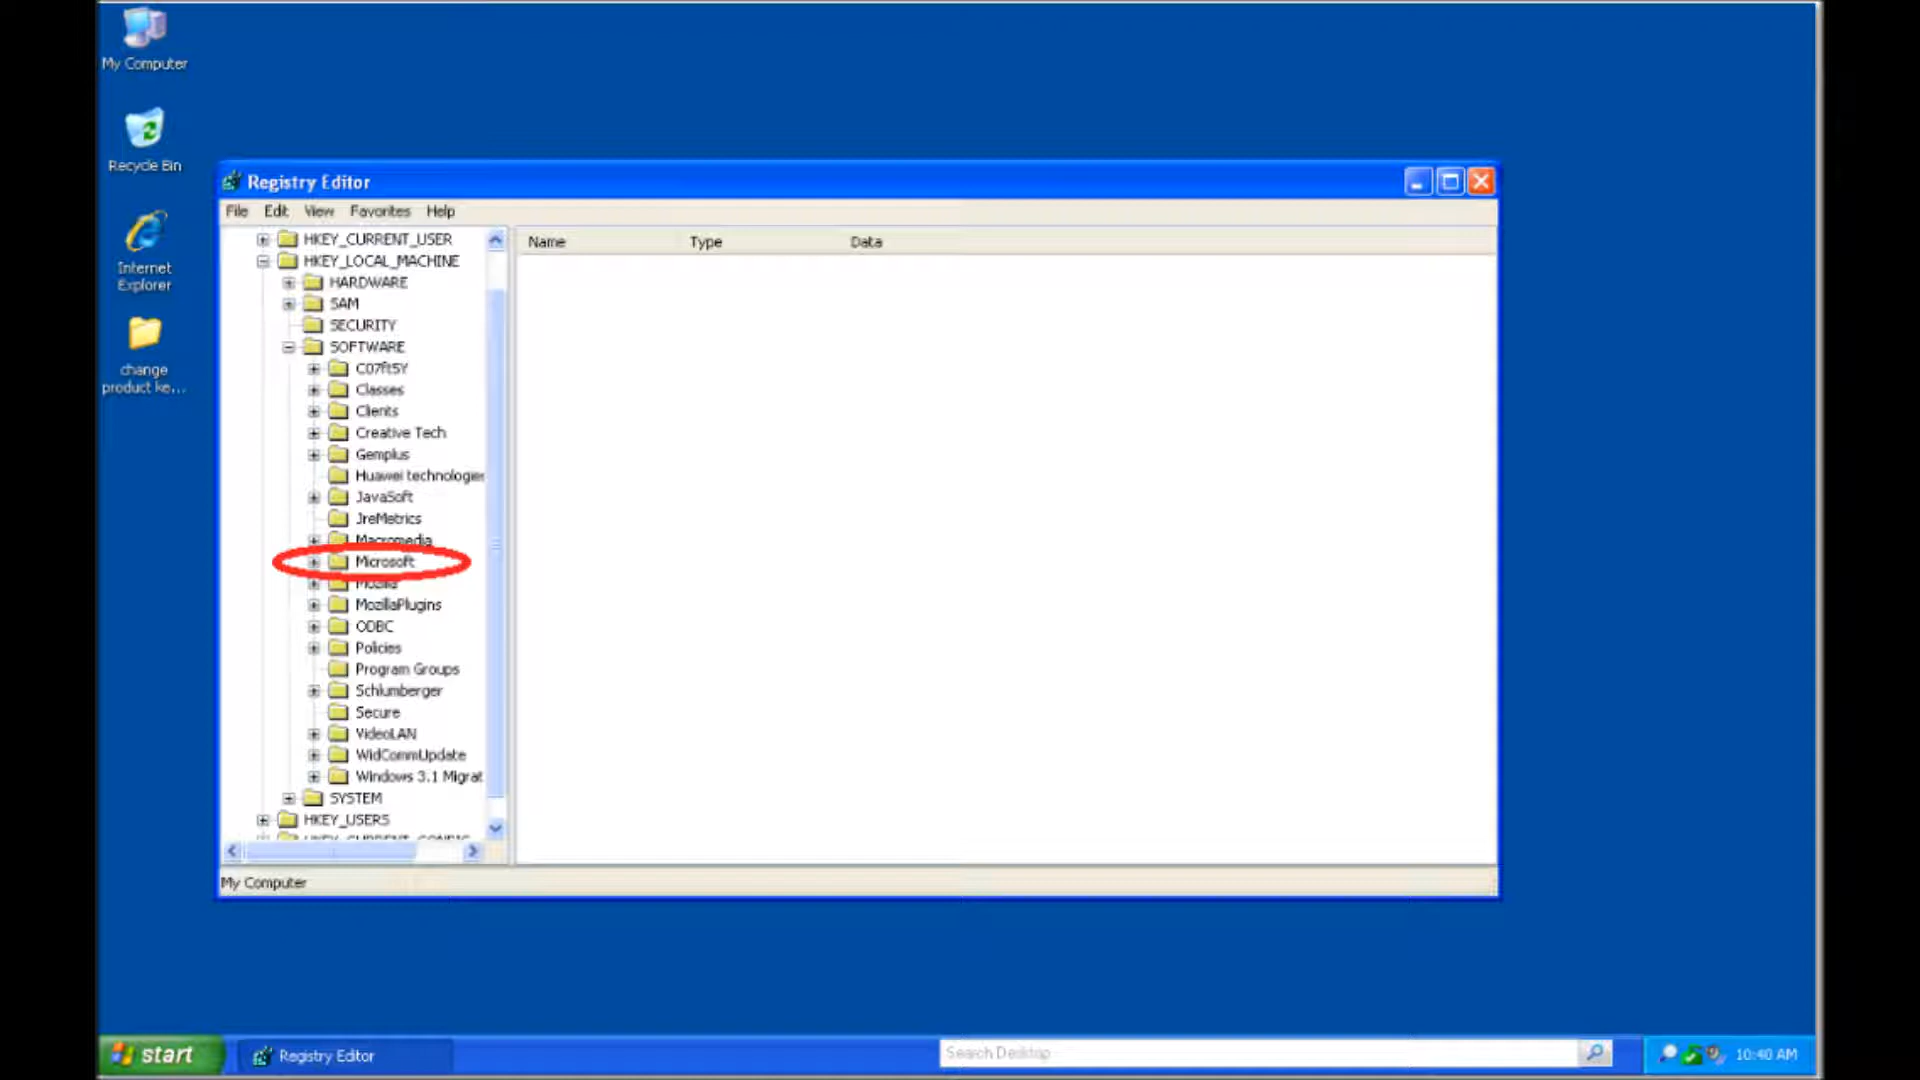 My Computer
Recycle Bin
Internet
Explorer
change
product ke...
Registry Editor
File Edit View Favorites Help
Name Type Data
HKEY_CURRENT_USER
HKEY_LOCAL_MACHINE
HARDWARE
SAM
SECURITY
SOFTWARE
C07ft5Y
Classes
Clients
Creative Tech
Gemplus
Huawei technologies
JavaSoft
JreMetrics
Macromedia
Microsoft
Mozilla
MozillaPlugins
ODBC
Policies
Program Groups
Schlumberger
Secure
VideoLAN
WidCommUpdate
Windows 3.1 Migrat
SYSTEM
HKEY_USERS
HKEY_CURRENT_CONFIG
My Computer
start Registry Editor Search Desktop 10:40 AM